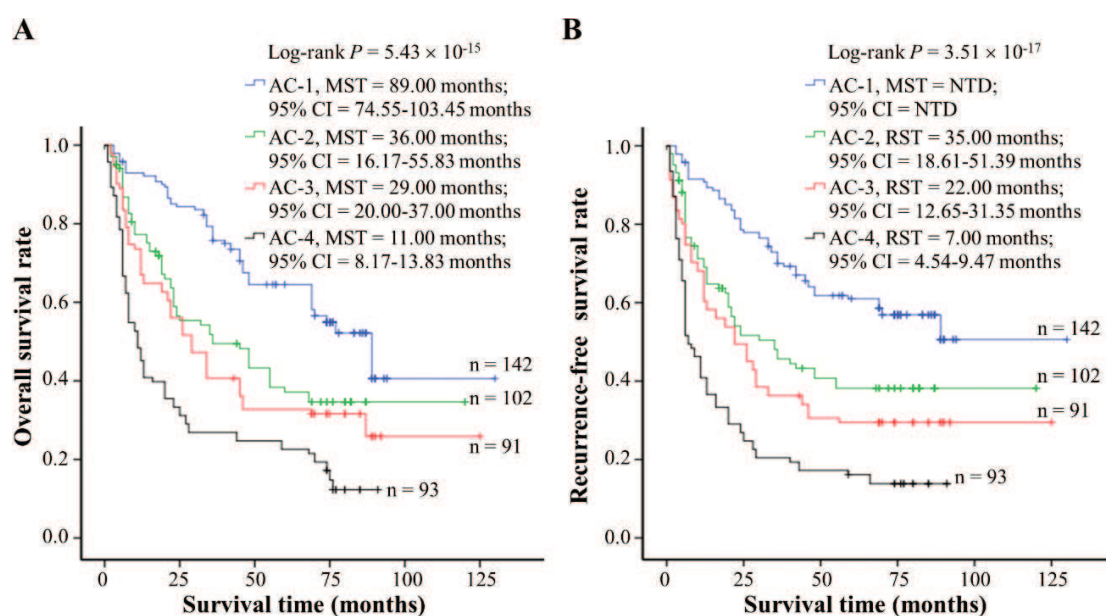 A
Log-rank P = 5.43 × 10-15
AC-1, MST = 89.00 months;
95% CI = 74.55-103.45 months
AC-2, MST = 36.00 months;
95% CI = 16.17-55.83 months
AC-3, MST = 29.00 months;
95% CI = 20.00-37.00 months
AC-4, MST = 11.00 months;
95% CI = 8.17-13.83 months
1.0
0.8
0.6
0.4
0.2
0.0
Overall survival rate
n = 142
n = 102
n = 91
n = 93
0
25
50
75
100
125
Survival time (months)
B
Log-rank P = 3.51 × 10-17
AC-1, MST = NTD;
95% CI = NTD
AC-2, RST = 35.00 months;
95% CI = 18.61-51.39 months
AC-3, RST = 22.00 months;
95% CI = 12.65-31.35 months
AC-4, RST = 7.00 months;
95% CI = 4.54-9.47 months
1.0
0.8
0.6
0.4
0.2
0.0
Recurrence-free survival rate
n = 142
n = 102
n = 91
n = 93
0
25
50
75
100
125
Survival time (months)